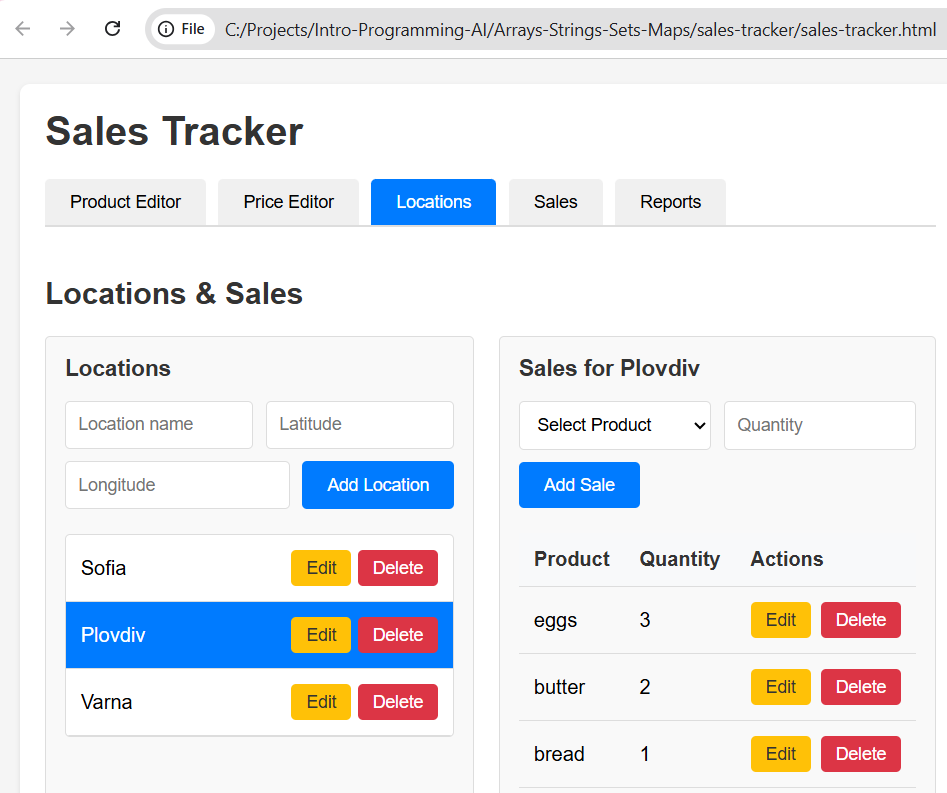 File C:/Projects/Intro-Programming-AI/Arrays-Strings-Sets-Maps/sales-tracker/sales-tracker.html
Sales Tracker
Product Editor Price Editor Locations Sales Reports
Locations & Sales
Locations
Location name Latitude
Longitude Add Location
Sofia Edit Delete
Plovdiv Edit Delete
Varna Edit Delete
Sales for Plovdiv
Select Product Quantity
Add Sale
Product Quantity Actions
eggs 3 Edit Delete
butter 2 Edit Delete
bread 1 Edit Delete